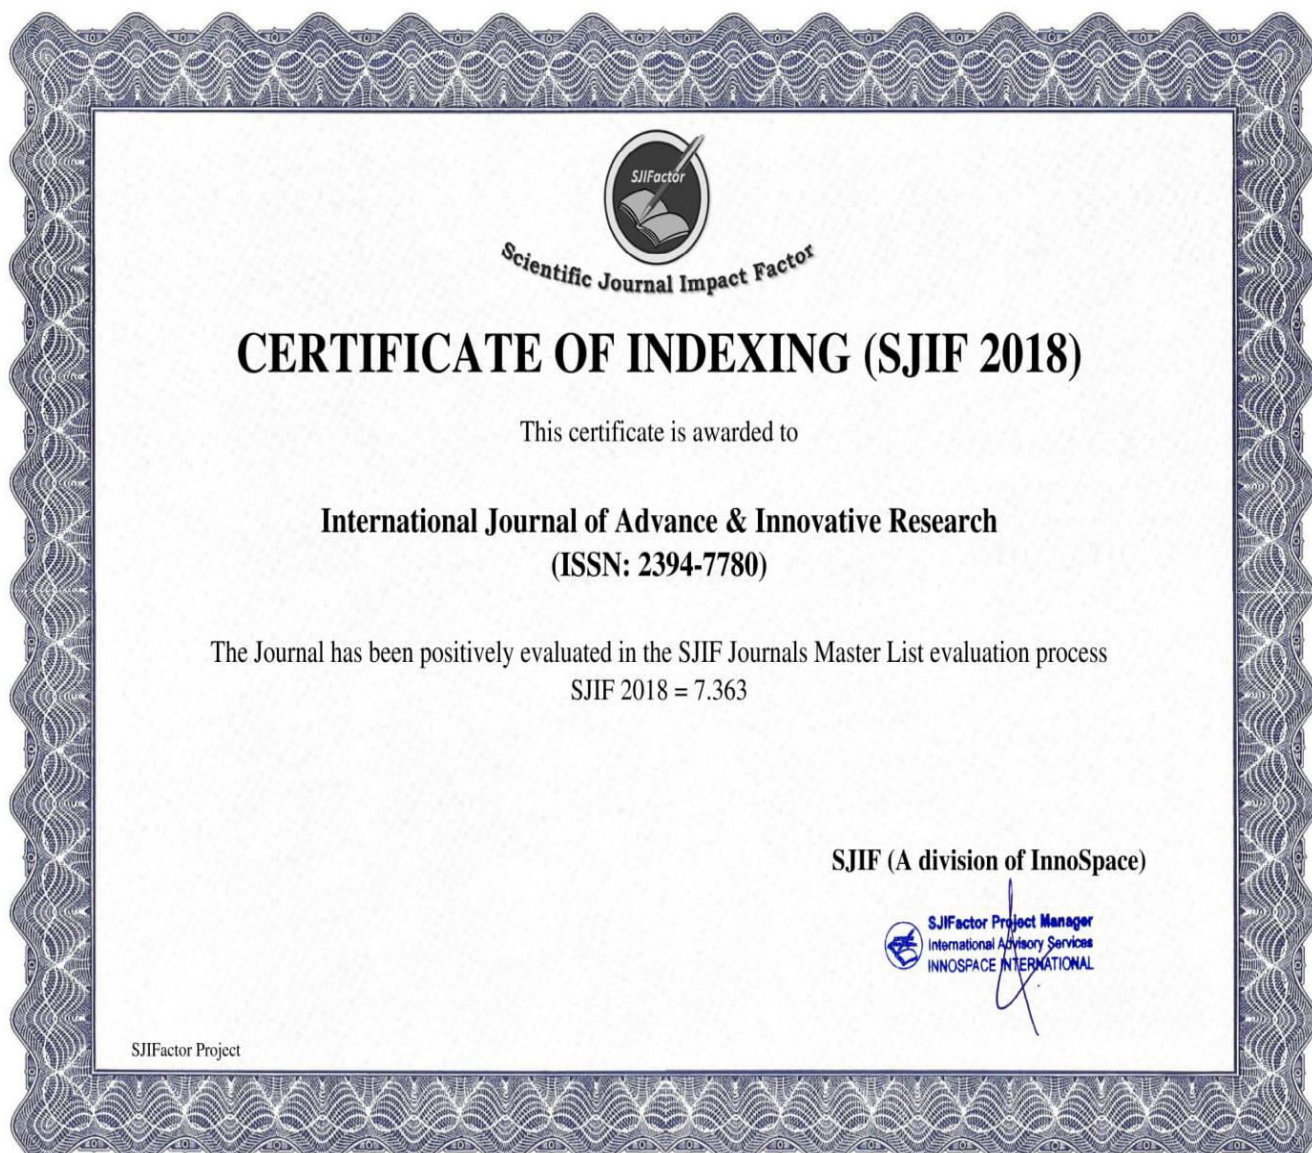 SJIFactor
Scientific Journal Impact Factor
CERTIFICATE OF INDEXING (SJIF 2018)
This certificate is awarded to
International Journal of Advance & Innovative Research
(ISSN: 2394-7780)
The Journal has been positively evaluated in the SJIF Journals Master List evaluation process
SJIF 2018 = 7.363
SJIF (A division of InnoSpace)
SJIFactor Project Manager
International Advisory Services
INNOSPACE INTERNATIONAL
SJIFactor Project